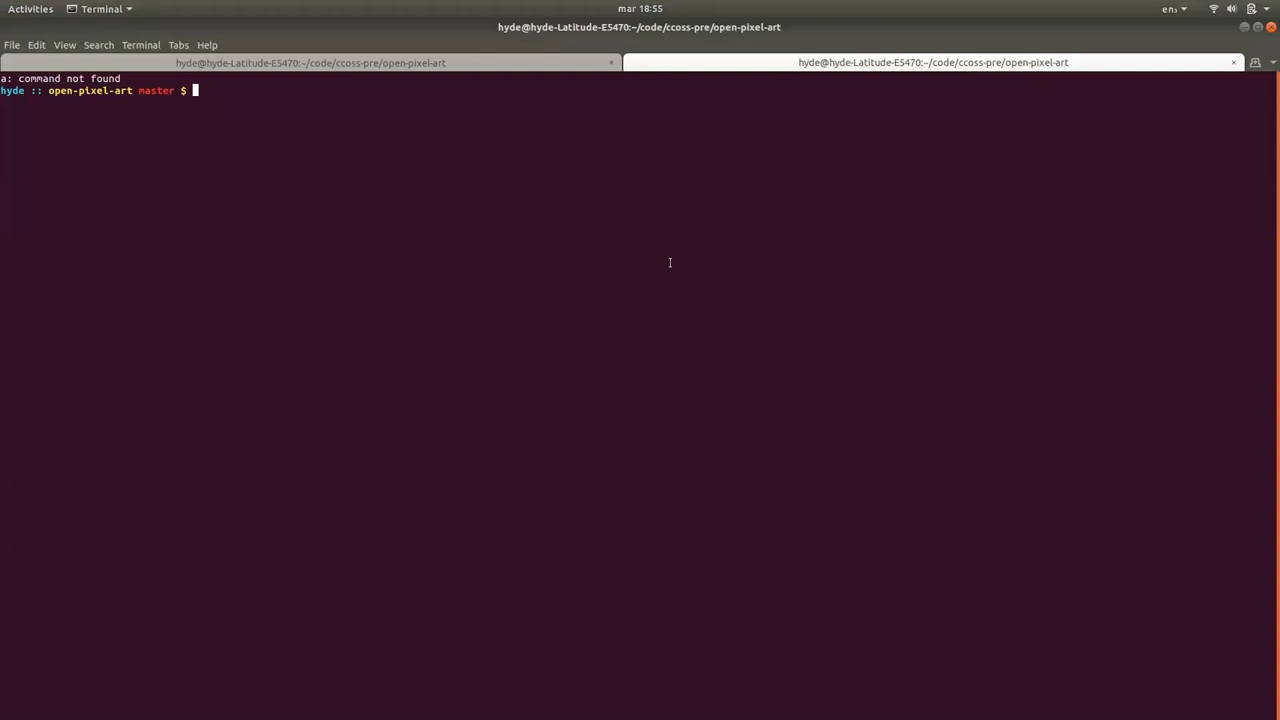 Activities Terminal mar 18:55 en₃
hyde@hyde-Latitude-E5470:~/code/ccoss-pre/open-pixel-art
File Edit View Search Terminal Tabs Help
hyde@hyde-Latitude-E5470:~/code/ccoss-pre/open-pixel-art × hyde@hyde-Latitude-E5470:~/code/ccoss-pre/open-pixel-art ×
a: command not found
hyde :: open-pixel-art master $